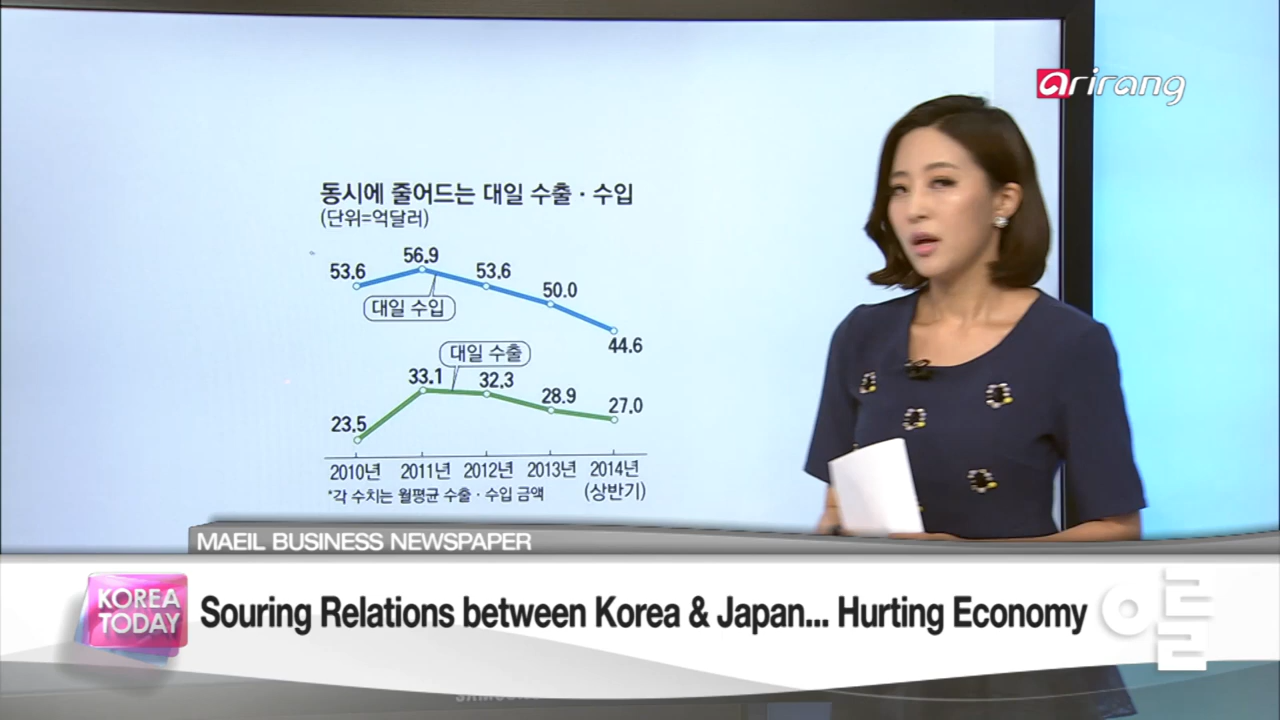 arirang
동시에 줄어드는 대일 수출 · 수입
(단위=억달러)
53.6
56.9
53.6
50.0
44.6
대일 수입
대일 수출
23.5
33.1
32.3
28.9
27.0
2010년 2011년 2012년 2013년 2014년
(상반기)
*각 수치는 월평균 수출 · 수입 금액
MAEIL BUSINESS NEWSPAPER
KOREA
TODAY
Souring Relations between Korea & Japan... Hurting Economy